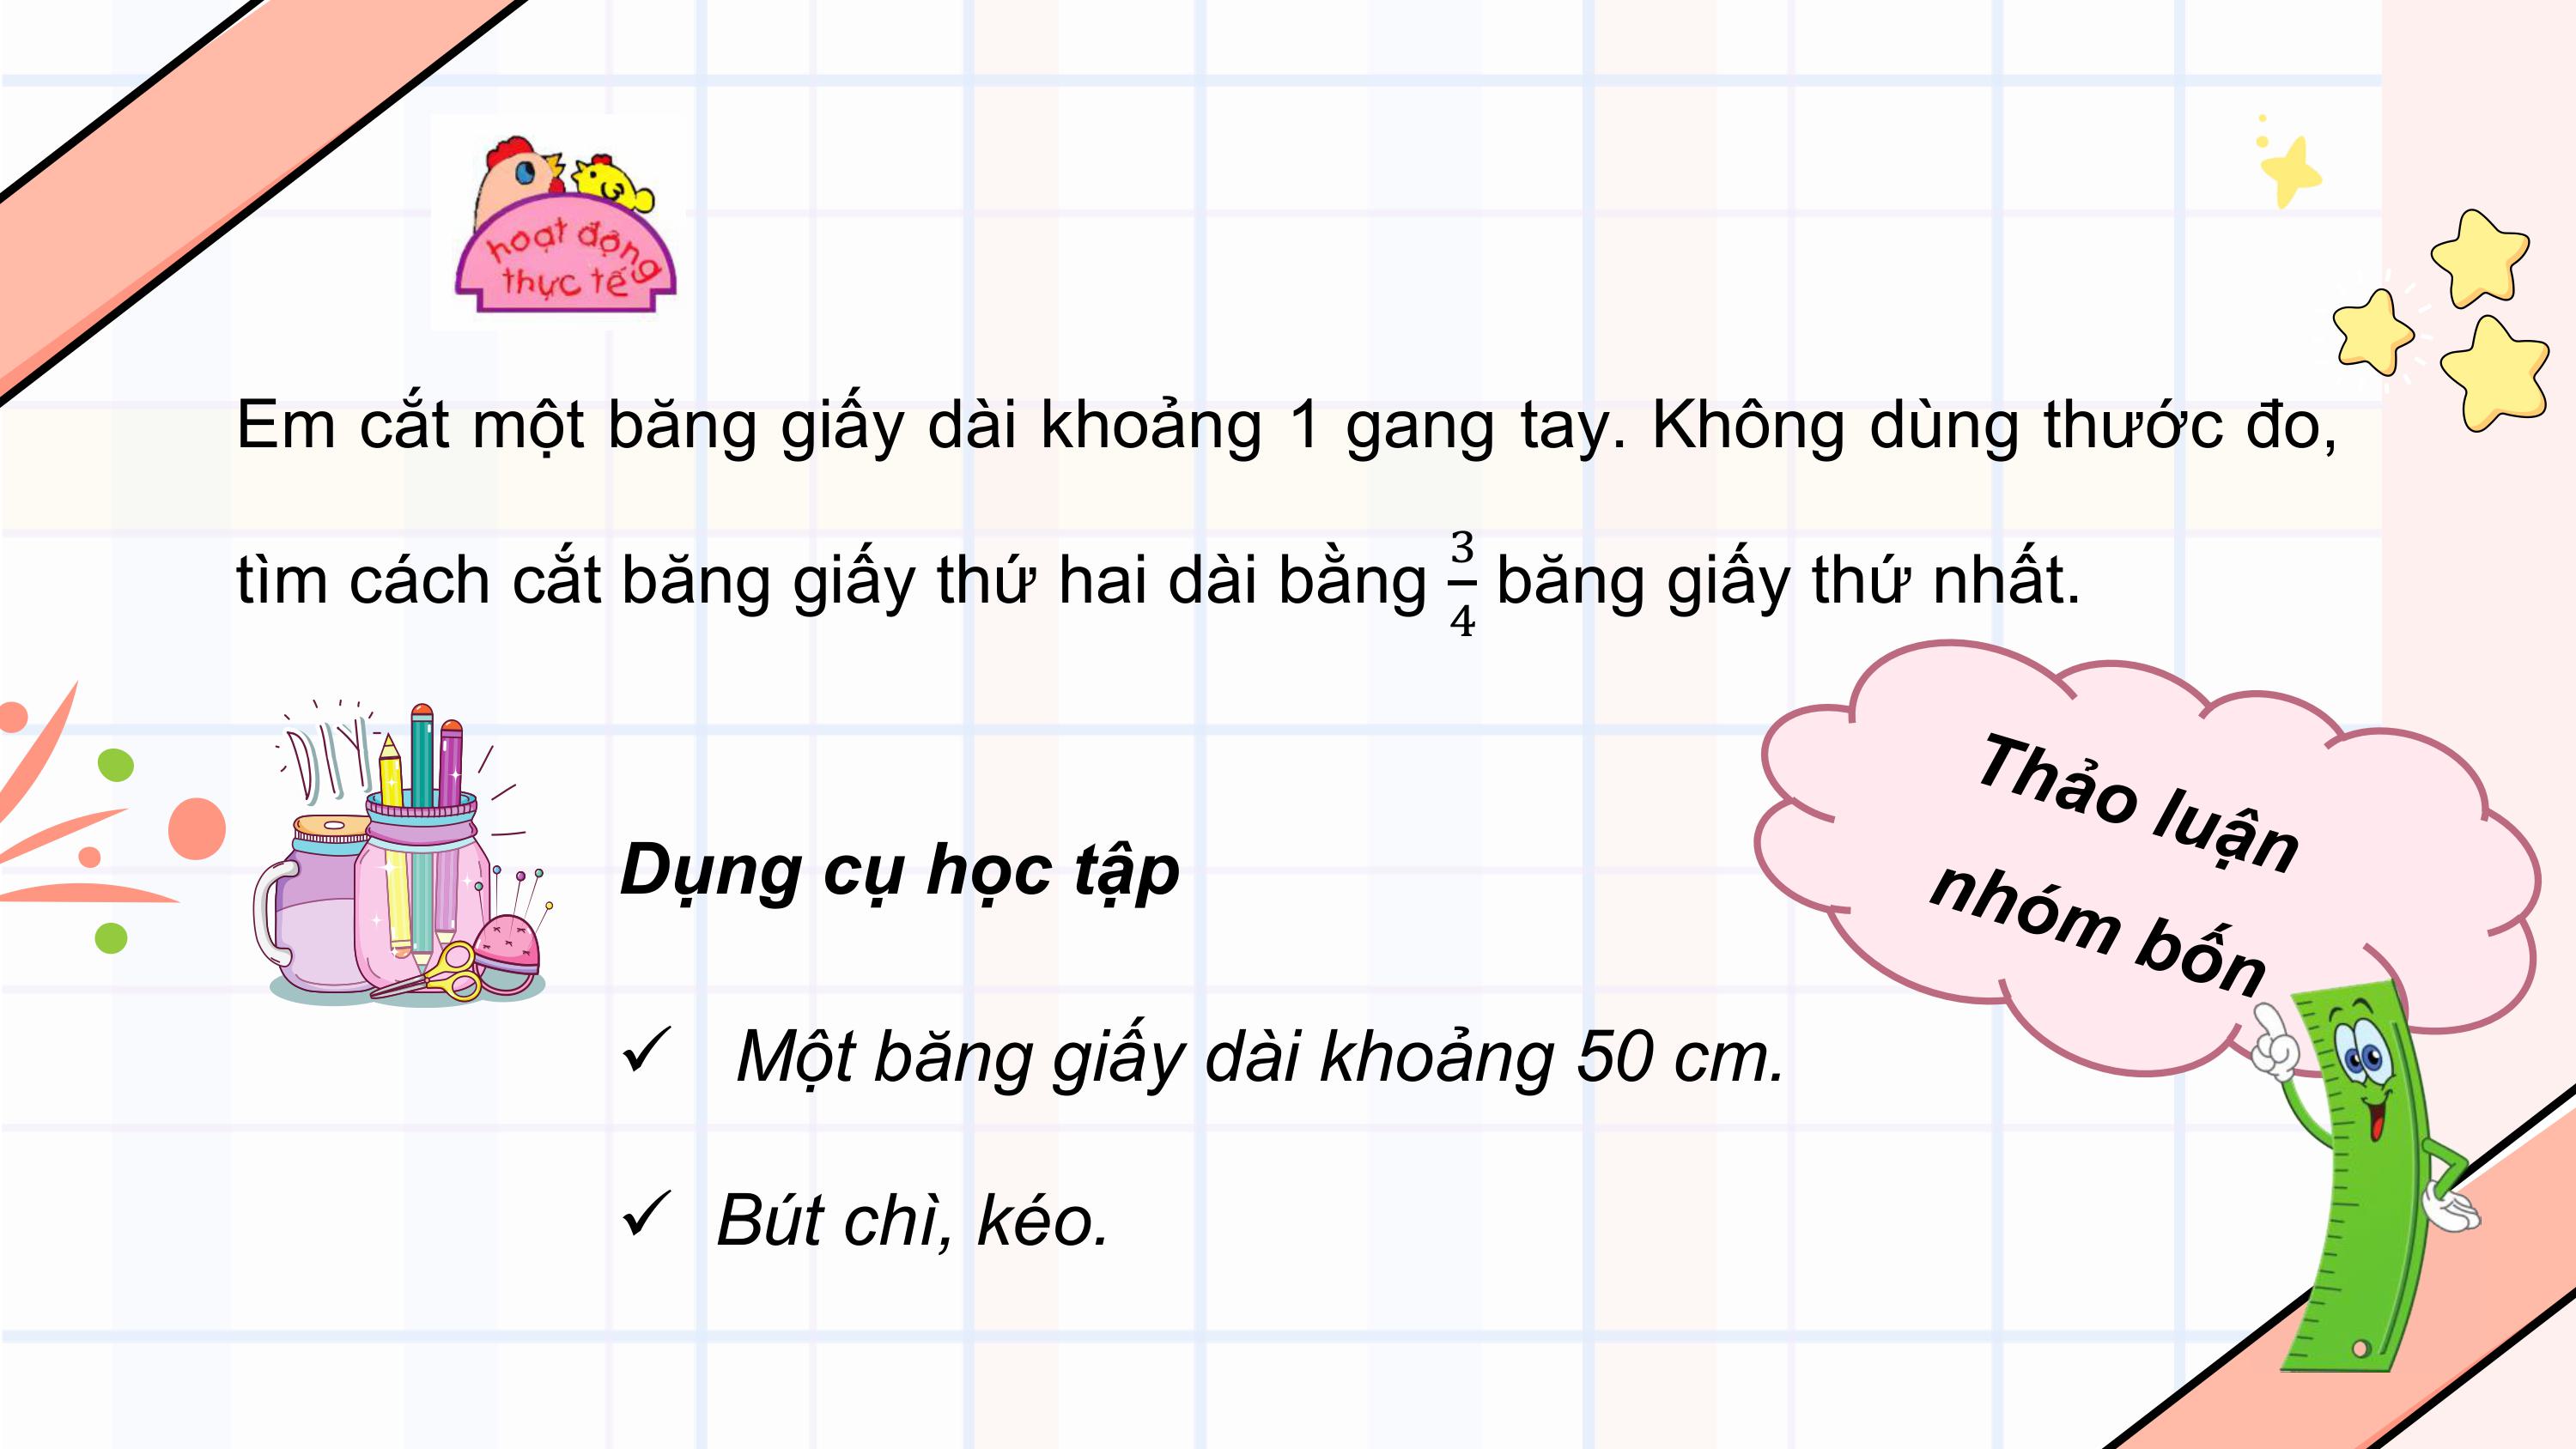 hoạt động
thực tế
Em cắt một băng giấy dài khoảng 1 gang tay. Không dùng thước đo,
tìm cách cắt băng giấy thứ hai dài bằng 3/4 băng giấy thứ nhất.
DIY
Thảo luận
nhóm bốn
Dụng cụ học tập
✓ Một băng giấy dài khoảng 50 cm.
✓ Bút chì, kéo.